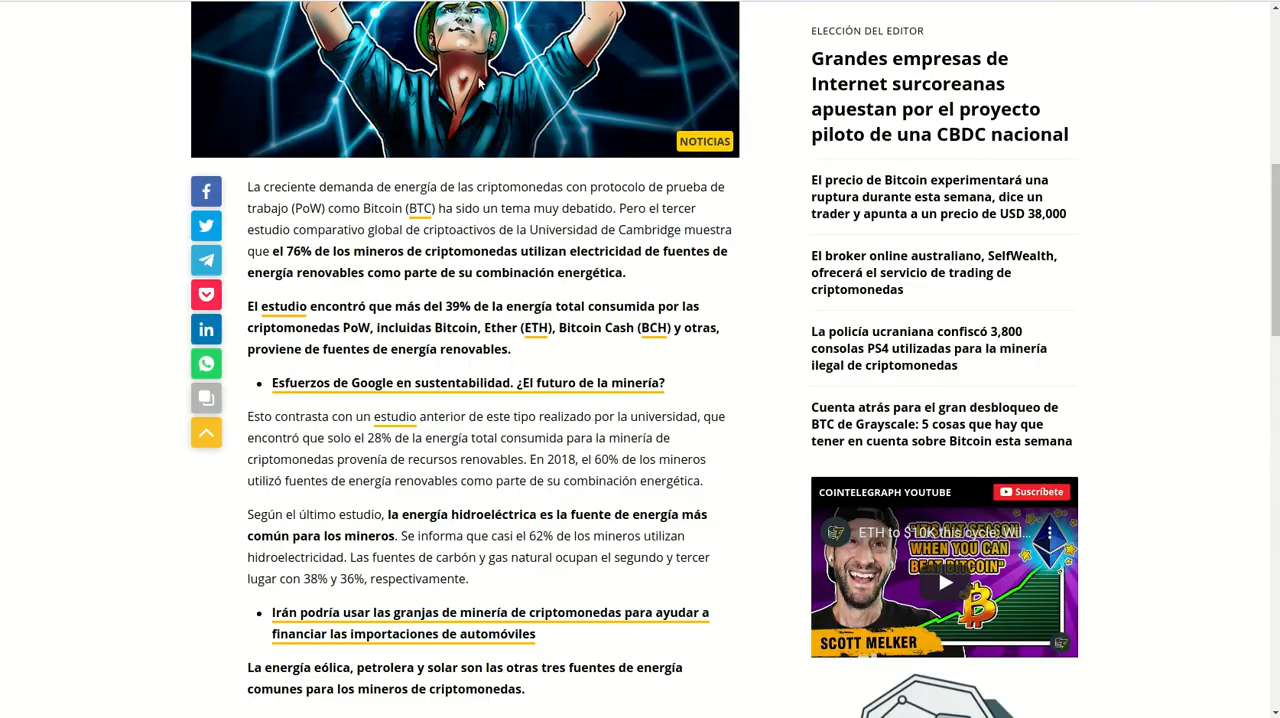 NOTICIAS
La creciente demanda de energía de las criptomonedas con protocolo de prueba de
trabajo (PoW) como Bitcoin (BTC) ha sido un tema muy debatido. Pero el tercer
estudio comparativo global de criptoactivos de la Universidad de Cambridge muestra
que el 76% de los mineros de criptomonedas utilizan electricidad de fuentes de
energía renovables como parte de su combinación energética.
El estudio encontró que más del 39% de la energía total consumida por las
criptomonedas PoW, incluidas Bitcoin, Ether (ETH), Bitcoin Cash (BCH) y otras,
proviene de fuentes de energía renovables.
Esfuerzos de Google en sustentabilidad. ¿El futuro de la minería?
Esto contrasta con un estudio anterior de este tipo realizado por la universidad, que
encontró que solo el 28% de la energía total consumida para la minería de
criptomonedas provenía de recursos renovables. En 2018, el 60% de los mineros
utilizó fuentes de energía renovables como parte de su combinación energética.
Según el último estudio, la energía hidroeléctrica es la fuente de energía más
común para los mineros. Se informa que casi el 62% de los mineros utilizan
hidroelectricidad. Las fuentes de carbón y gas natural ocupan el segundo y tercer
lugar con 38% y 36%, respectivamente.
Irán podría usar las granjas de minería de criptomonedas para ayudar a
financiar las importaciones de automóviles
La energía eólica, petrolera y solar son las otras tres fuentes de energía
comunes para los mineros de criptomonedas.
ELECCIÓN DEL EDITOR
Grandes empresas de
Internet surcoreanas
apuestan por el proyecto
piloto de una CBDC nacional
El precio de Bitcoin experimentará una
ruptura durante esta semana, dice un
trader y apunta a un precio de USD 38,000
El broker online australiano, SelfWealth,
ofrecerá el servicio de trading de
criptomonedas
La policía ucraniana confiscó 3,800
consolas PS4 utilizadas para la minería
ilegal de criptomonedas
Cuenta atrás para el gran desbloqueo de
BTC de Grayscale: 5 cosas que hay que
tener en cuenta sobre Bitcoin esta semana
COINTELEGRAPH YOUTUBE
Suscríbete
ETH to $10K this cycle. Wil...
"IT'S ALT SEASON
WHEN YOU CAN
BEAT BITCOIN"
SCOTT MELKER